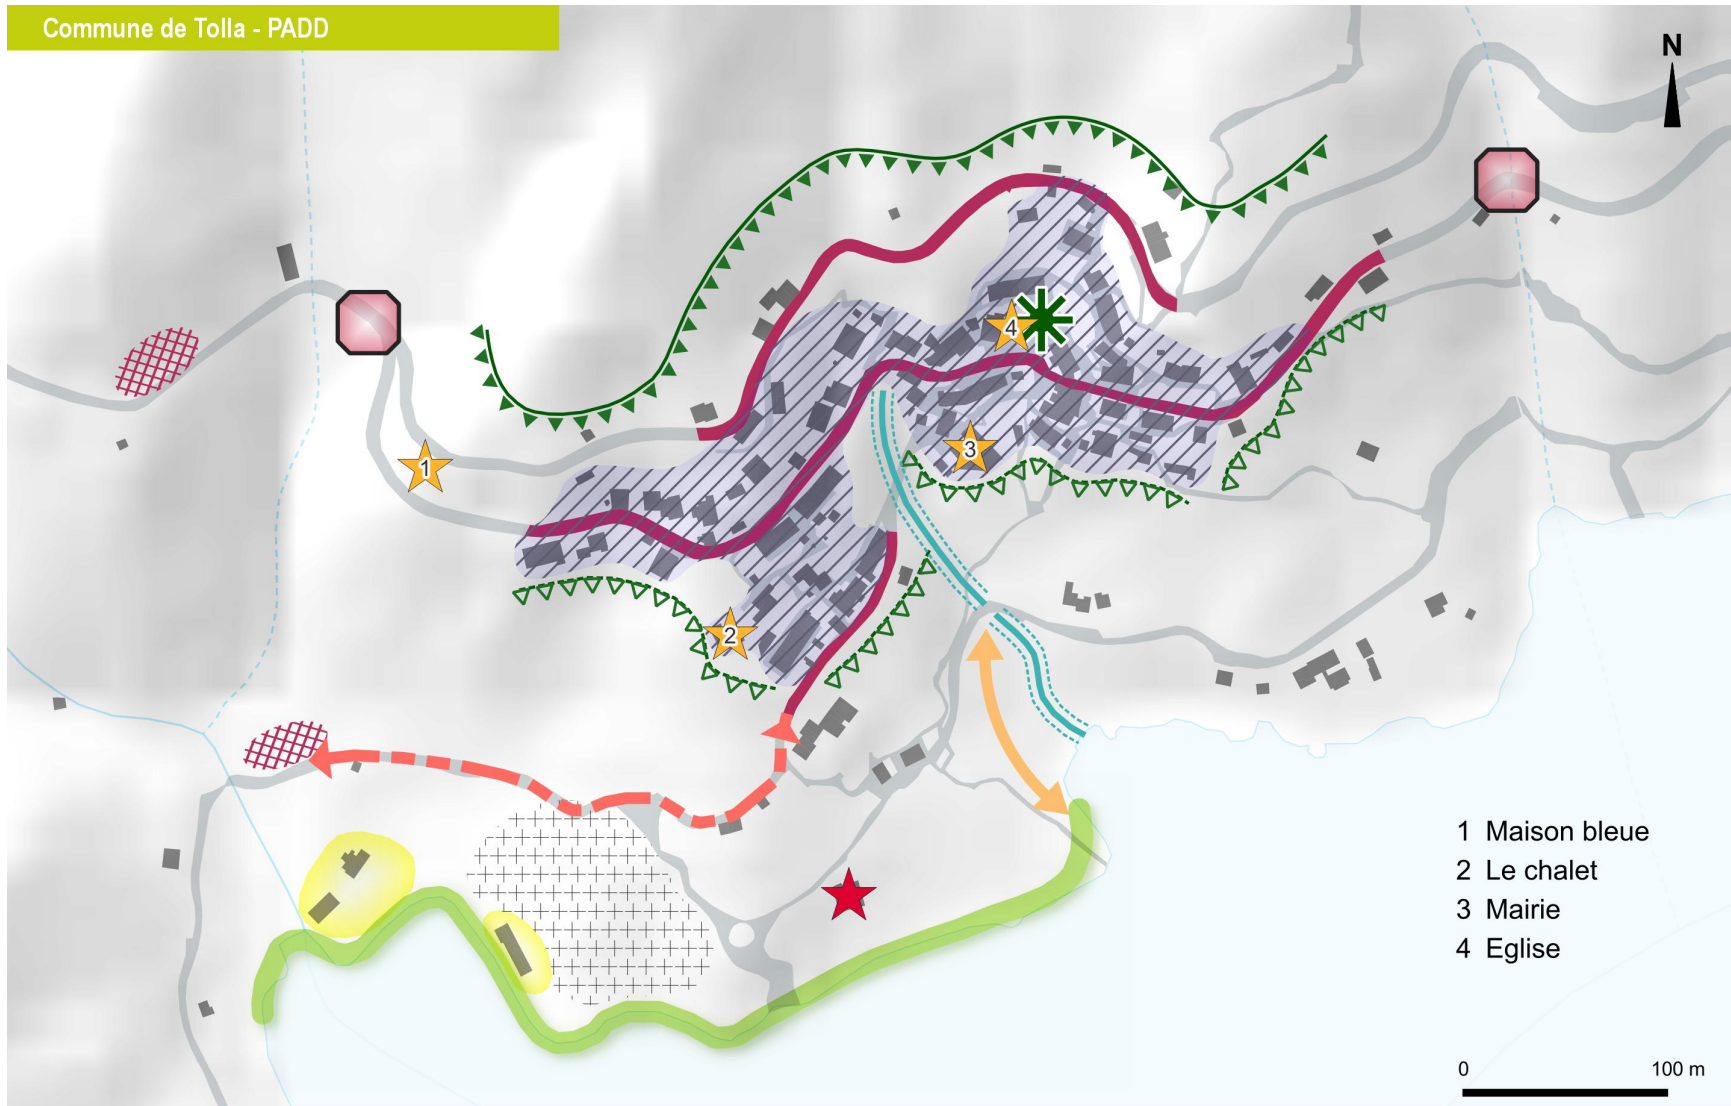 Commune de Tolla - PADD
N
4
3
1
2
1 Maison bleue
2 Le chalet
3 Mairie
4 Eglise
0 100 m